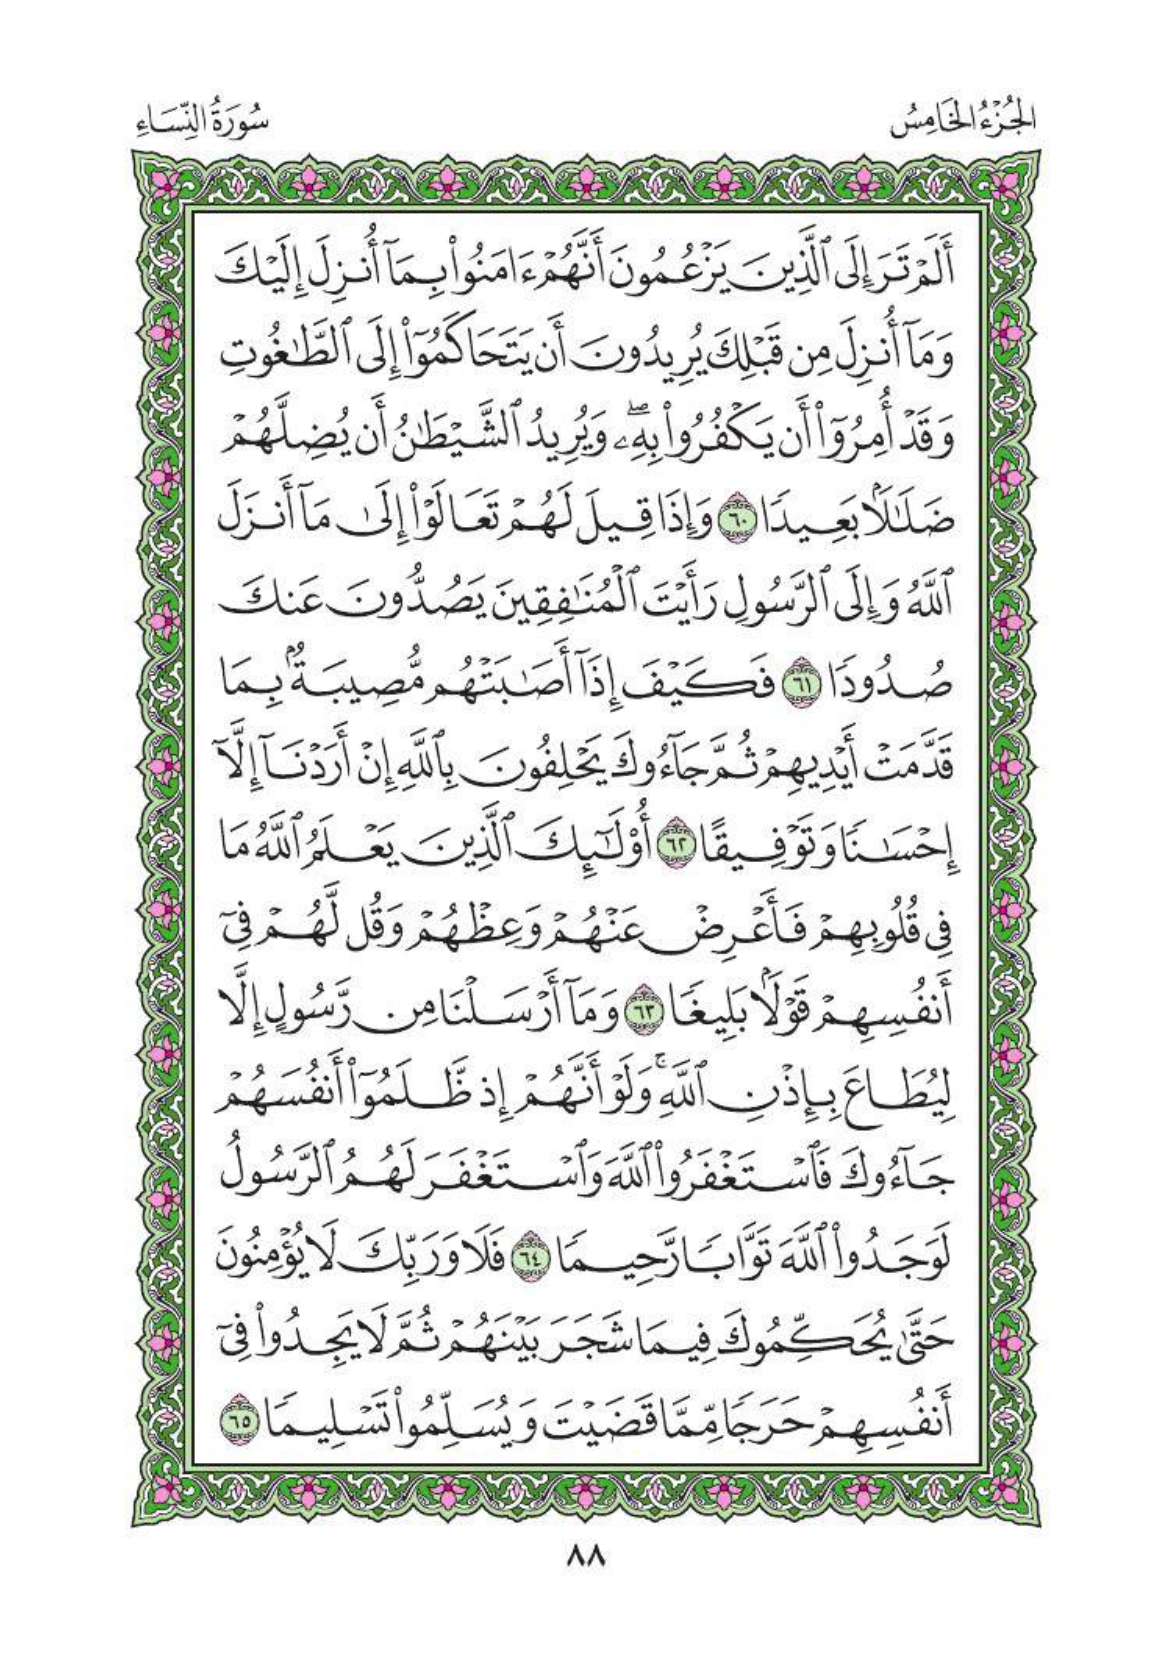 الجُزْءُ الخَامِسُ
سُورَةُ النِّسَاءِ
أَلَمْ تَرَ إِلَى ٱلَّذِينَ يَزْعُمُونَ أَنَّهُمْ ءَامَنُوا۟ بِمَآ أُنزِلَ إِلَيْكَ
وَمَآ أُنزِلَ مِن قَبْلِكَ يُرِيدُونَ أَن يَتَحَاكَمُوٓا۟ إِلَى ٱلطَّـٰغُوتِ
وَقَدْ أُمِرُوٓا۟ أَن يَكْفُرُوا۟ بِهِۦۖ وَيُرِيدُ ٱلشَّيْطَـٰنُ أَن يُضِلَّهُمْ
ضَلَـٰلًۢا بَعِيدًا ٦٠ وَإِذَا قِيلَ لَهُمْ تَعَالَوْا۟ إِلَىٰ مَآ أَنزَلَ
ٱللَّهُ وَإِلَى ٱلرَّسُولِ رَأَيْتَ ٱلْمُنَـٰفِقِينَ يَصُدُّونَ عَنكَ
صُدُودًا ٦١ فَكَيْفَ إِذَآ أَصَـٰبَتْهُم مُّصِيبَةٌۢ بِمَا
قَدَّمَتْ أَيْدِيهِمْ ثُمَّ جَآءُوكَ يَحْلِفُونَ بِٱللَّهِ إِنْ أَرَدْنَآ إِلَّآ
إِحْسَـٰنًا وَتَوْفِيقًا ٦٢ أُو۟لَـٰٓئِكَ ٱلَّذِينَ يَعْلَمُ ٱللَّهُ مَا
فِى قُلُوبِهِمْ فَأَعْرِضْ عَنْهُمْ وَعِظْهُمْ وَقُل لَّهُمْ فِىٓ
أَنفُسِهِمْ قَوْلًۢا بَلِيغًا ٦٣ وَمَآ أَرْسَلْنَا مِن رَّسُولٍ إِلَّا
لِيُطَاعَ بِإِذْنِ ٱللَّهِۚ وَلَوْ أَنَّهُمْ إِذ ظَّلَمُوٓا۟ أَنفُسَهُمْ
جَآءُوكَ فَٱسْتَغْفَرُوا۟ ٱللَّهَ وَٱسْتَغْفَرَ لَهُمُ ٱلرَّسُولُ
لَوَجَدُوا۟ ٱللَّهَ تَوَّابًا رَّحِيمًا ٦٤ فَلَا وَرَبِّكَ لَا يُؤْمِنُونَ
حَتَّىٰ يُحَكِّمُوكَ فِيمَا شَجَرَ بَيْنَهُمْ ثُمَّ لَا يَجِدُوا۟ فِىٓ
أَنفُسِهِمْ حَرَجًا مِّمَّا قَضَيْتَ وَيُسَلِّمُوا۟ تَسْلِيمًا ٦٥
٨٨